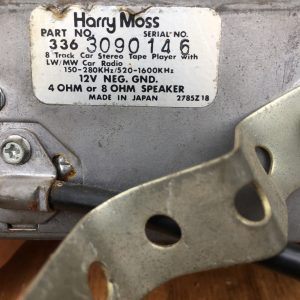 Harry Moss
PART NO. SERIAL NO.
336 3090146
8 Track Car Stereo Tape Player with
LW/MW Car Radio
150-280KHz/520-1600KHz
12V NEG. GND.
4 OHM or 8 OHM SPEAKER
MADE IN JAPAN 2785Z18